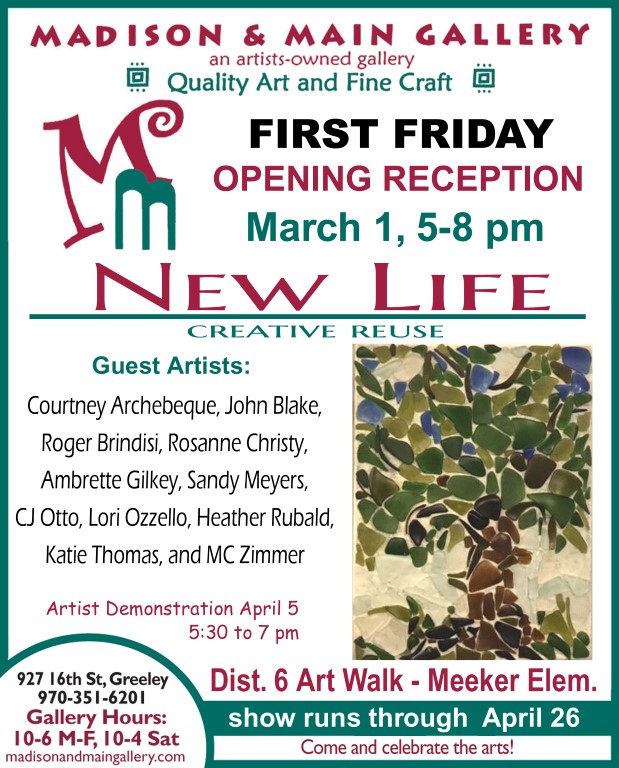 MADISON & MAIN GALLERY
an artists-owned gallery
Quality Art and Fine Craft
Mm
FIRST FRIDAY
OPENING RECEPTION
March 1, 5-8 pm
NEW LIFE
CREATIVE REUSE
Guest Artists:
Courtney Archebeque, John Blake,
Roger Brindisi, Rosanne Christy,
Ambrette Gilkey, Sandy Meyers,
CJ Otto, Lori Ozzello, Heather Rubald,
Katie Thomas, and MC Zimmer
Artist Demonstration April 5
5:30 to 7 pm
927 16th St, Greeley
970-351-6201
Gallery Hours:
10-6 M-F, 10-4 Sat
madisonandmaingallery.com
Dist. 6 Art Walk - Meeker Elem.
show runs through April 26
Come and celebrate the arts!